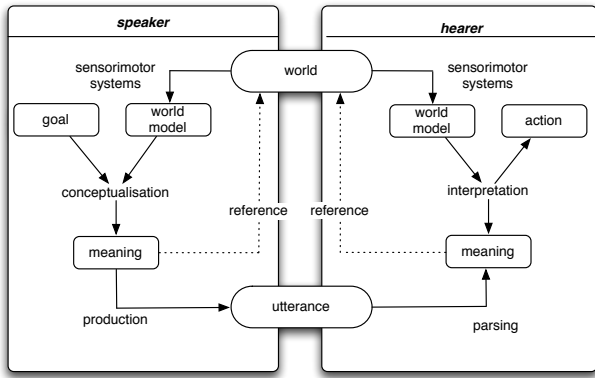 speaker
hearer
sensorimotor
systems
world
sensorimotor
systems
goal
world
model
world
model
action
conceptualisation
interpretation
reference
reference
meaning
meaning
utterance
production
parsing